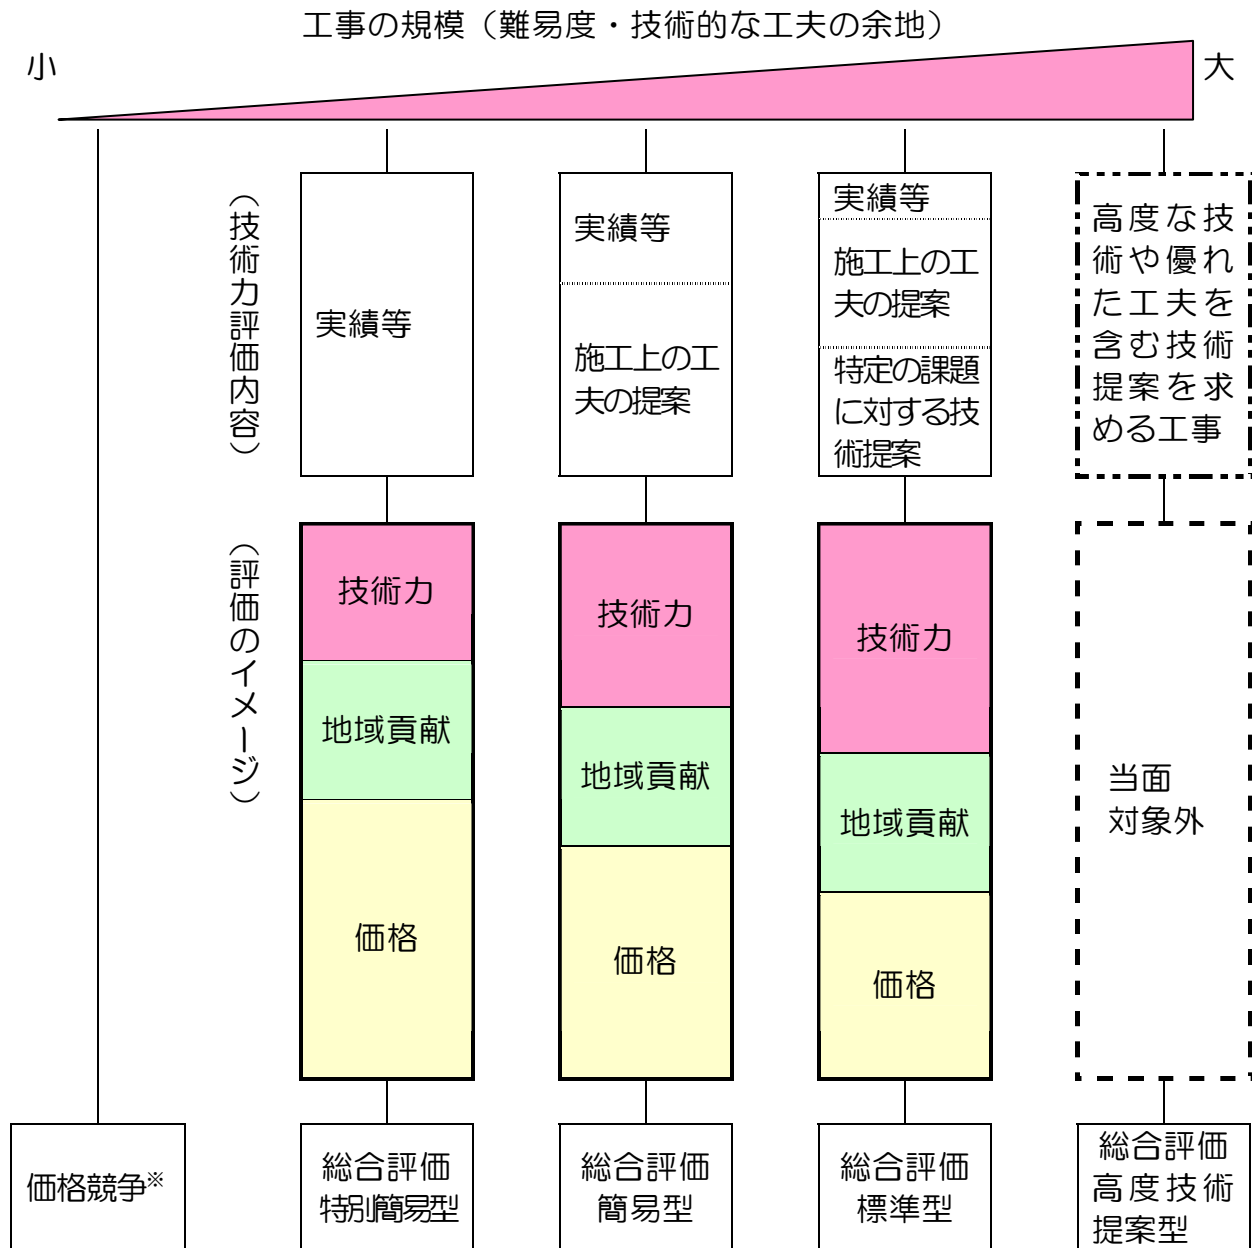 工事の規模（難易度・技術的な工夫の余地）
小
大
（技術力評価内容）
実績等
実績等
施工上の工
夫の提案
実績等
施工上の工
夫の提案
特定の課題
に対する技
術提案
高度な技
術や優れ
た工夫を
含む技術
提案を求
める工事
（評価のイメージ）
技術力
地域貢献
価格
技術力
地域貢献
価格
技術力
地域貢献
価格
当面
対象外
価格競争※
総合評価
特別簡易型
総合評価
簡易型
総合評価
標準型
総合評価
高度技術
提案型